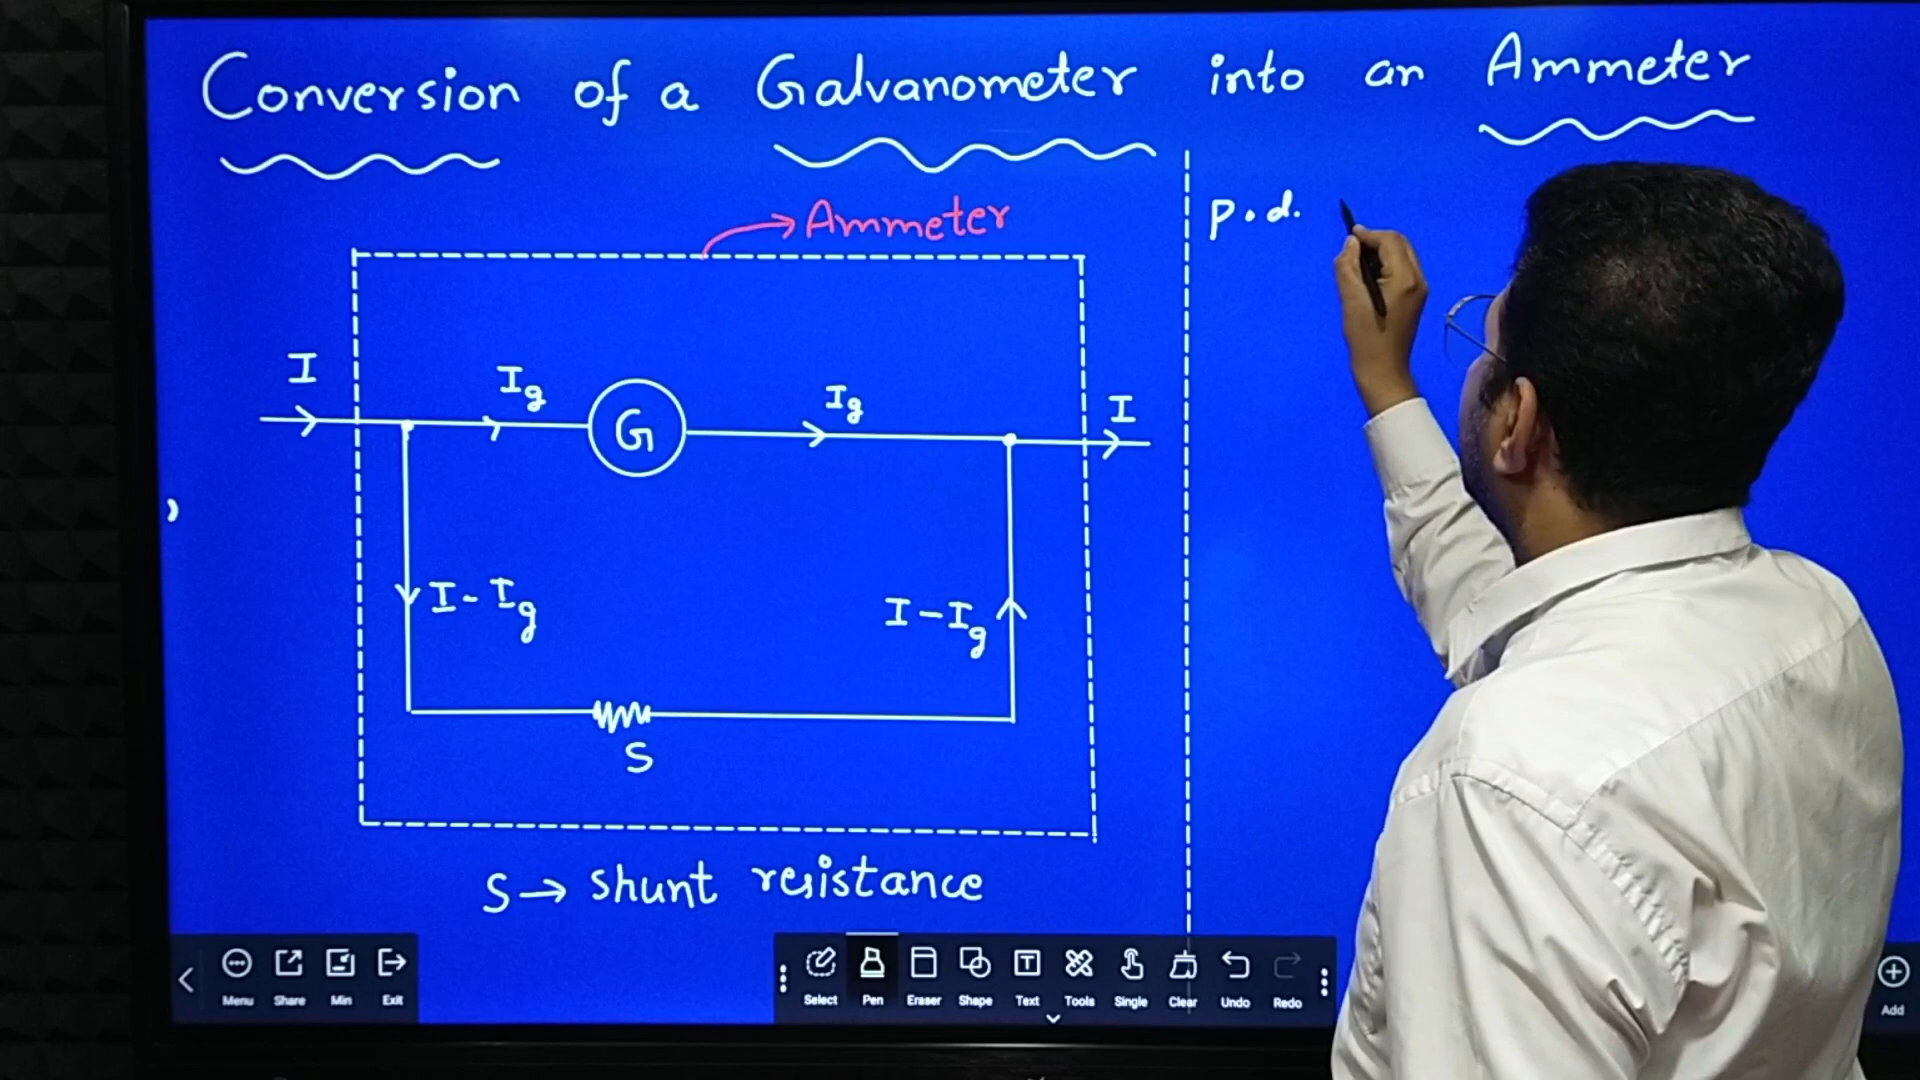 Conversion of a Galvanometer into an Ammeter
Ammeter
p.d.
I
Ig
G
Ig
I
I - Ig
I - Ig
S
S → Shunt resistance
Menu Share Min Exit
Select Pen Eraser Shape Text Tools Single Clear Undo Redo
Add